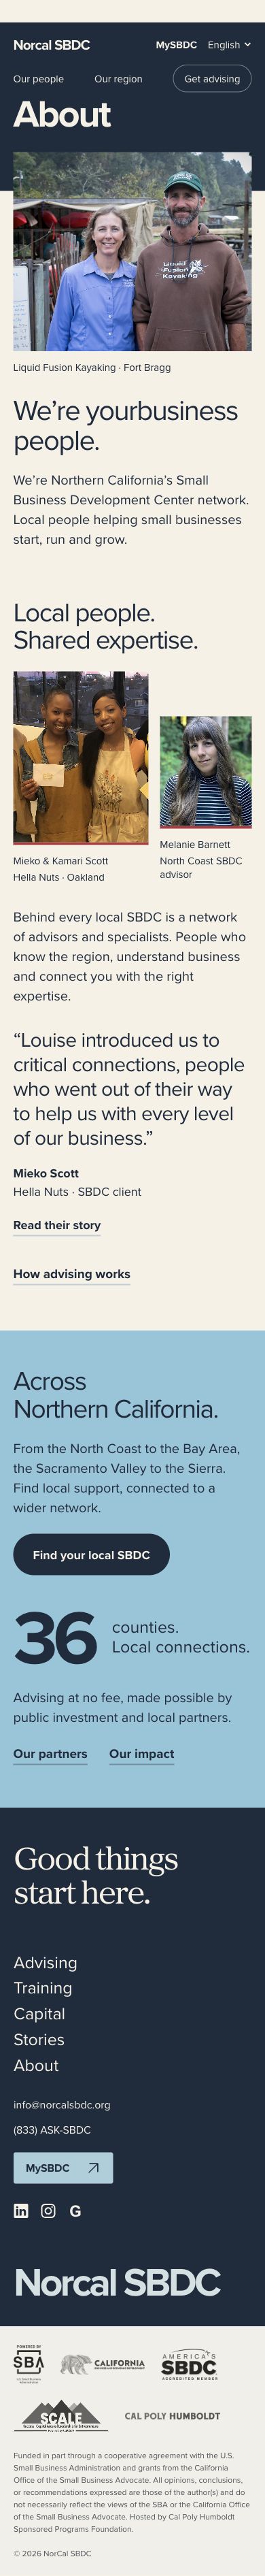 Norcal SBDC
MySBDC English
Our people Our region Get advising
About
Liquid Fusion Kayaking
Liquid Fusion Kayaking · Fort Bragg
We’re yourbusiness
people.
We’re Northern California’s Small
Business Development Center network.
Local people helping small businesses
start, run and grow.
Local people.
Shared expertise.
Mieko & Kamari Scott
Hella Nuts · Oakland
Melanie Barnett
North Coast SBDC
advisor
Behind every local SBDC is a network
of advisors and specialists. People who
know the region, understand business
and connect you with the right
expertise.
“Louise introduced us to
critical connections, people
who went out of their way
to help us with every level
of our business.”
Mieko Scott
Hella Nuts · SBDC client
Read their story
How advising works
Across
Northern California.
From the North Coast to the Bay Area,
the Sacramento Valley to the Sierra.
Find local support, connected to a
wider network.
Find your local SBDC
36 counties.
Local connections.
Advising at no fee, made possible by
public investment and local partners.
Our partners Our impact
Good things
start here.
Advising
Training
Capital
Stories
About
info@norcalsbdc.org
(833) ASK-SBDC
MySBDC
in G
Norcal SBDC
POWERED BY
SBA
CALIFORNIA
AMERICA'S
SBDC
ACCREDITED MEMBER
SCALE
CAL POLY HUMBOLDT
Funded in part through a cooperative agreement with the U.S.
Small Business Administration and grants from the California
Office of the Small Business Advocate. All opinions, conclusions,
or recommendations expressed are those of the author(s) and do
not necessarily reflect the views of the SBA or the California Office
of the Small Business Advocate. Hosted by Cal Poly Humboldt
Sponsored Programs Foundation.
© 2026 NorCal SBDC